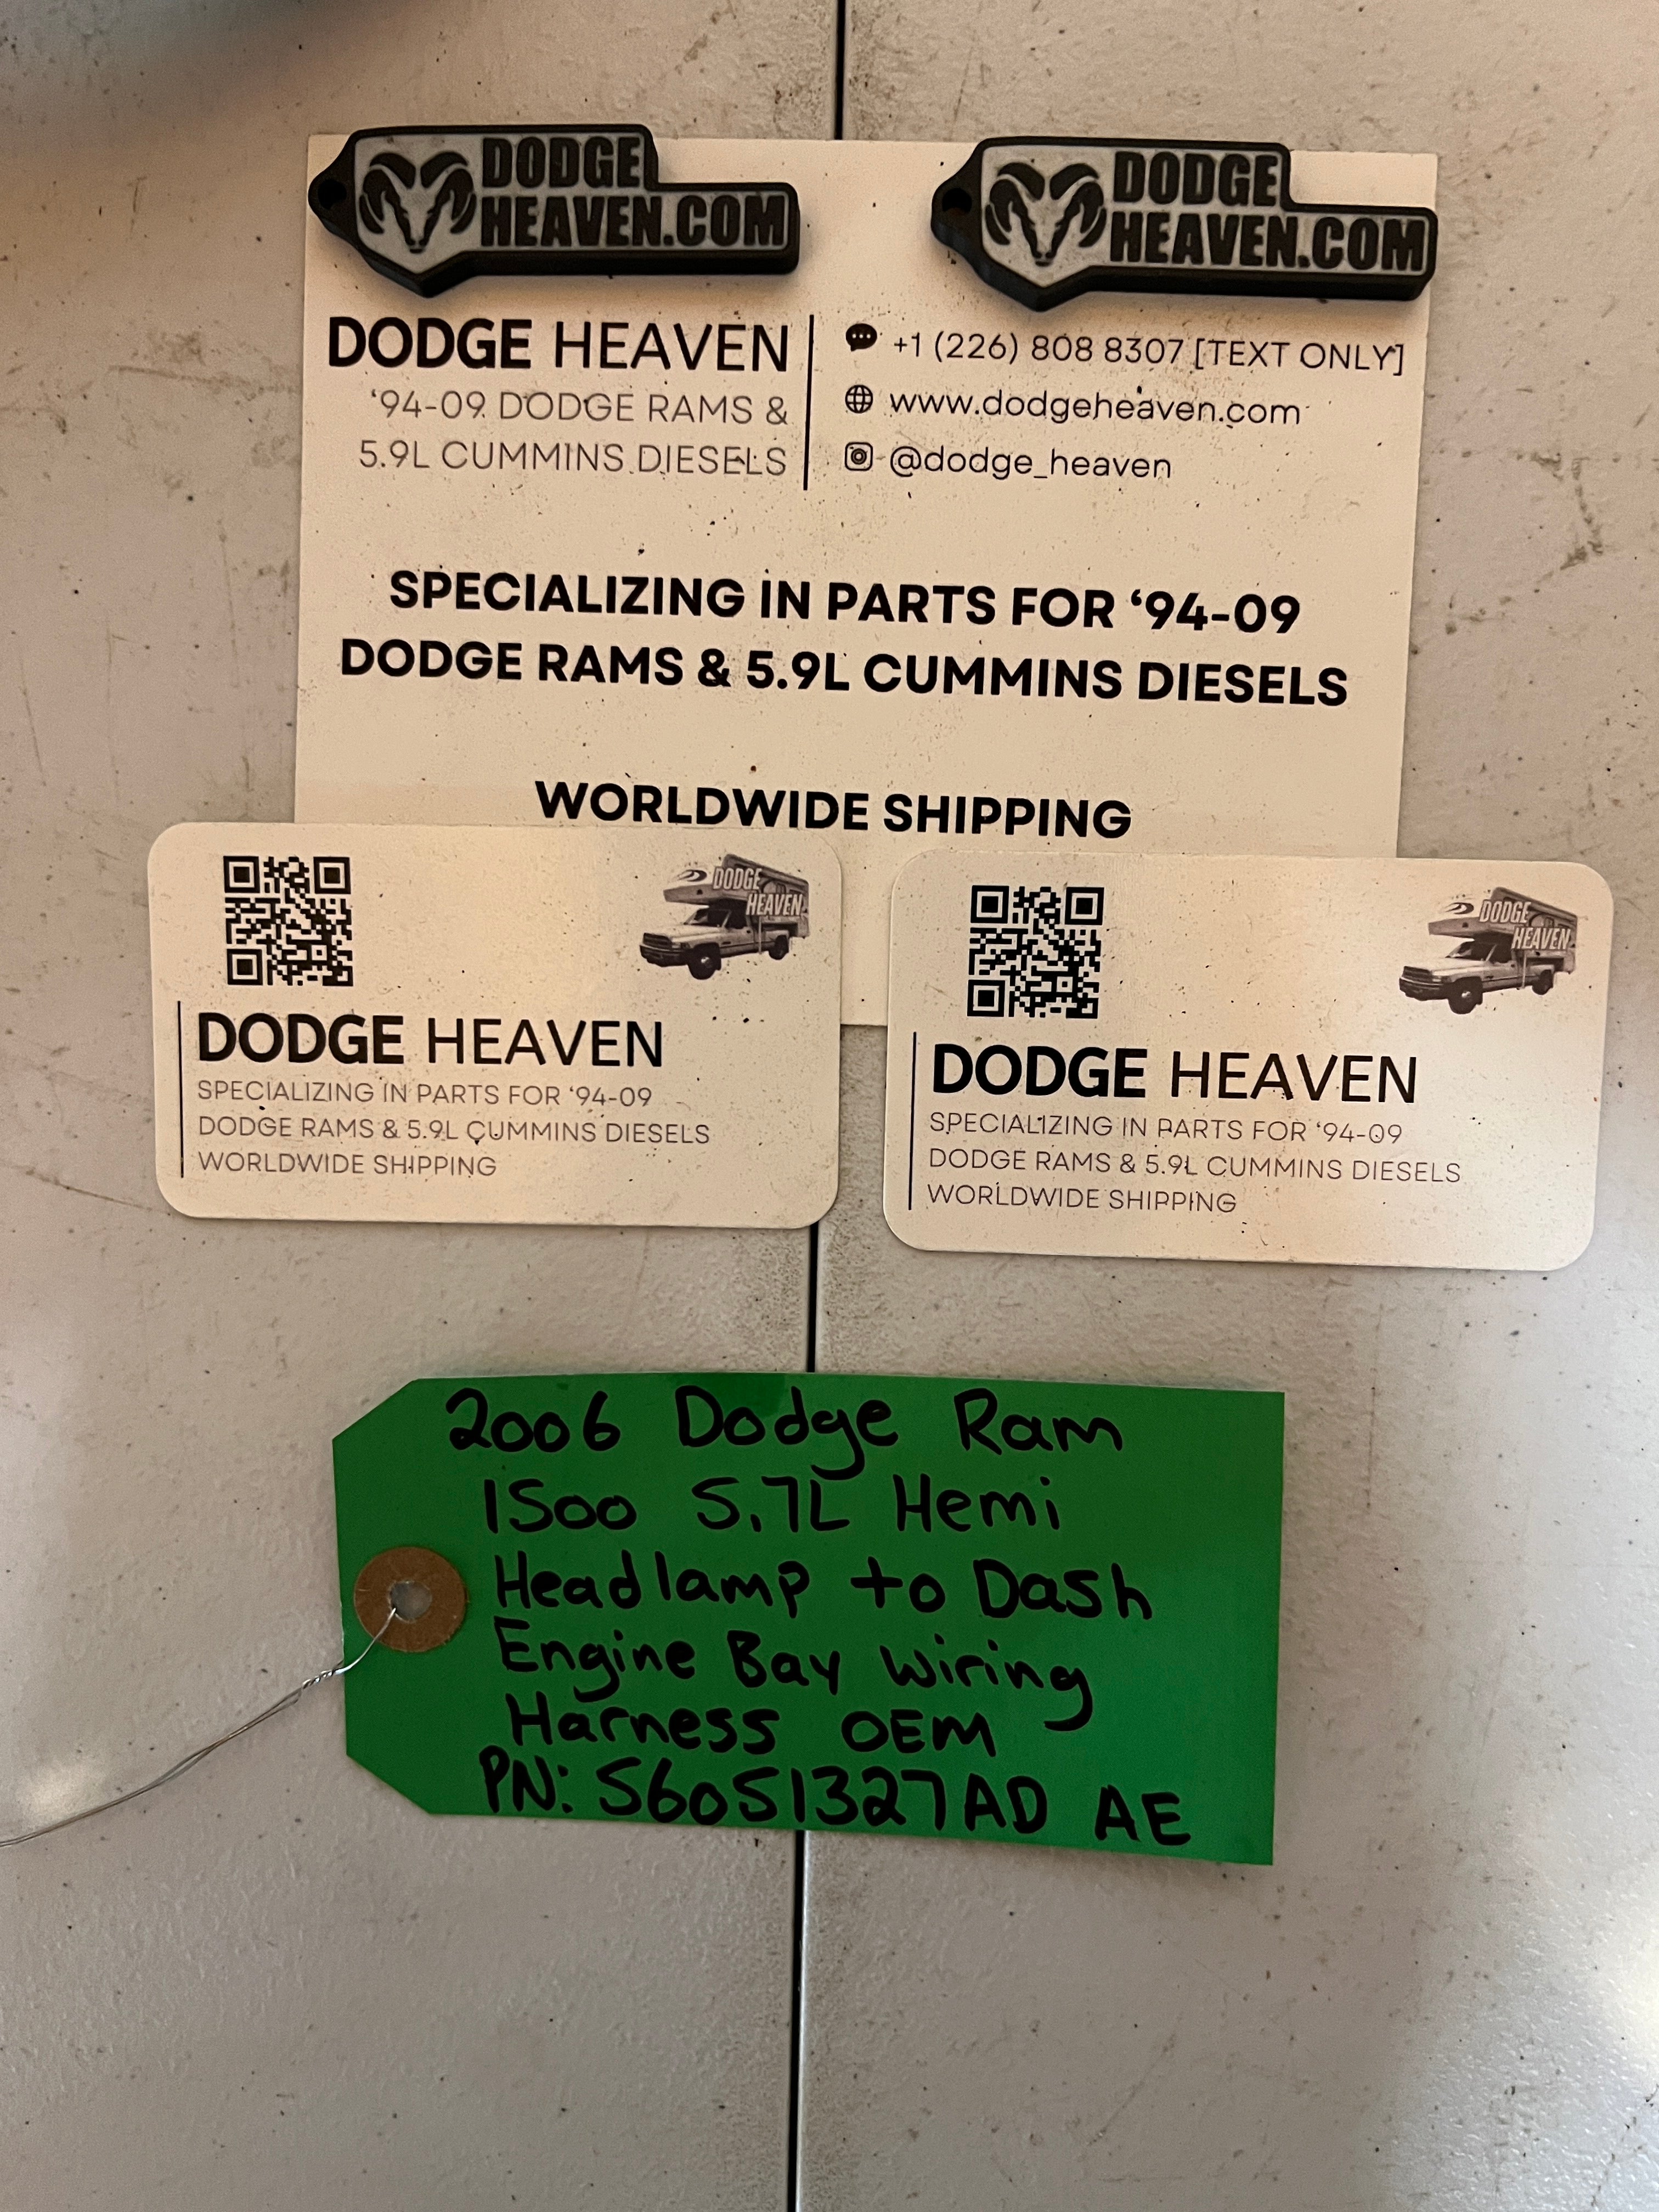 DODGE
HEAVEN.COM
DODGE
HEAVEN.COM
DODGE HEAVEN
‘94-09 DODGE RAMS &
5.9L CUMMINS DIESELS
+1 (226) 808 8307 [TEXT ONLY]
www.dodgeheaven.com
@dodge_heaven
SPECIALIZING IN PARTS FOR ‘94-09
DODGE RAMS & 5.9L CUMMINS DIESELS
WORLDWIDE SHIPPING
DODGE
HEAVEN
DODGE HEAVEN
SPECIALIZING IN PARTS FOR ‘94-09
DODGE RAMS & 5.9L CUMMINS DIESELS
WORLDWIDE SHIPPING
DODGE
HEAVEN
DODGE HEAVEN
SPECIALIZING IN PARTS FOR ‘94-09
DODGE RAMS & 5.9L CUMMINS DIESELS
WORLDWIDE SHIPPING
2006 Dodge Ram
1500 5.7L Hemi
Headlamp to Dash
Engine Bay Wiring
Harness OEM
PN: 56051327AD AE